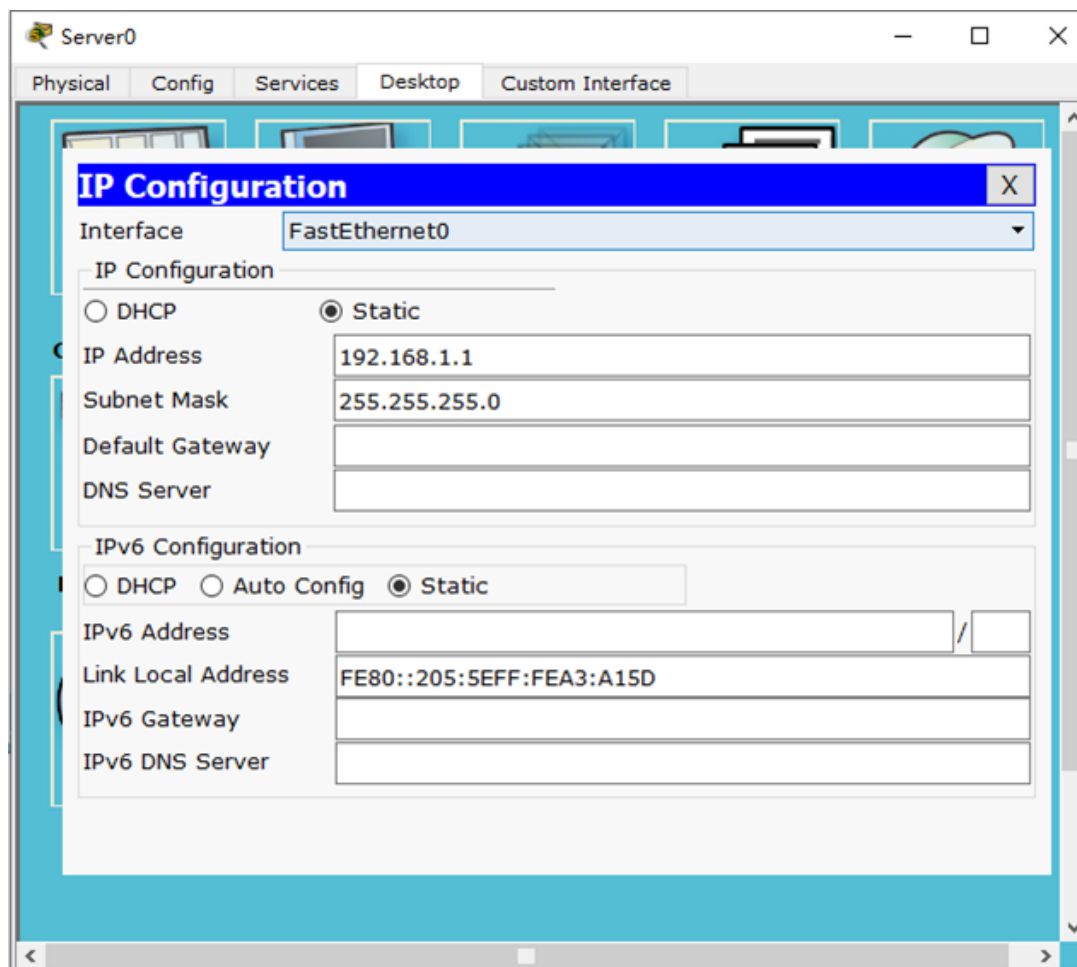 Server0
Physical Config Services Desktop Custom Interface
IP Configuration X
Interface FastEthernet0
IP Configuration
DHCP Static
IP Address 192.168.1.1
Subnet Mask 255.255.255.0
Default Gateway
DNS Server
IPv6 Configuration
DHCP Auto Config Static
IPv6 Address /
Link Local Address FE80::205:5EFF:FEA3:A15D
IPv6 Gateway
IPv6 DNS Server